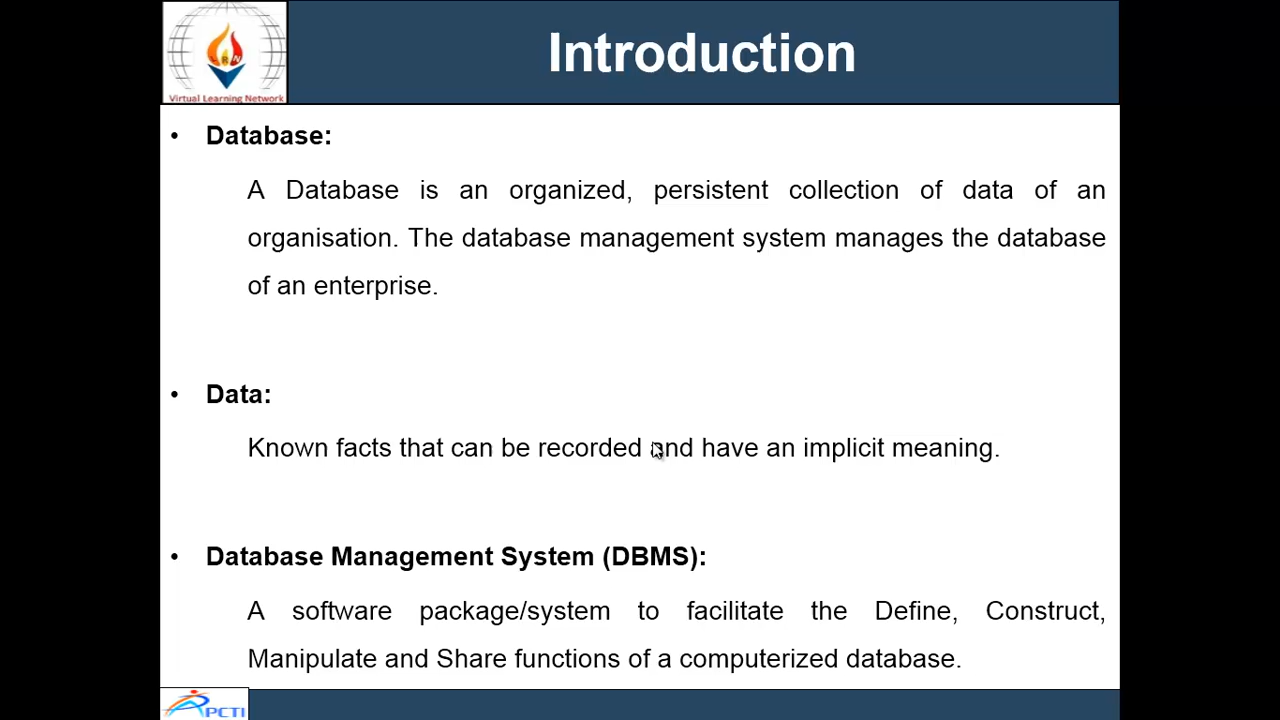 Introduction
Virtual Learning Network
• Database:
A Database is an organized, persistent collection of data of an
organisation. The database management system manages the database
of an enterprise.
• Data:
Known facts that can be recorded and have an implicit meaning.
• Database Management System (DBMS):
A software package/system to facilitate the Define, Construct,
Manipulate and Share functions of a computerized database.
PCTI